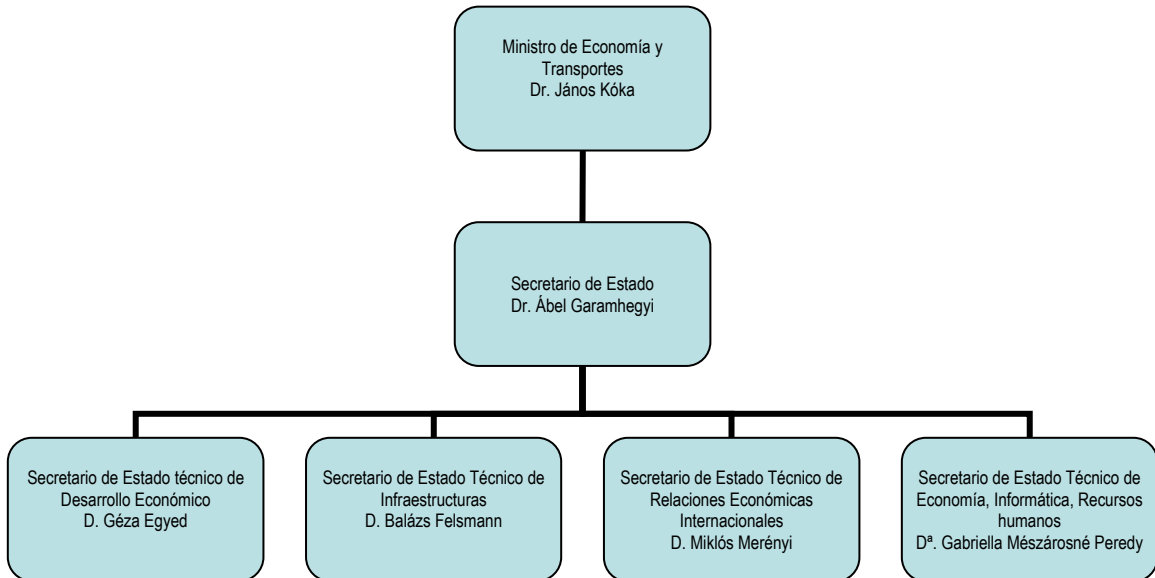 Ministro de Economía y
Transportes
Dr. János Kóka
Secretario de Estado
Dr. Ábel Garamhegyi
Secretario de Estado técnico de
Desarrollo Económico
D. Géza Egyed
Secretario de Estado Técnico de
Infraestructuras
D. Balázs Felsmann
Secretario de Estado Técnico de
Relaciones Económicas
Internacionales
D. Miklós Merényi
Secretario de Estado Técnico de
Economía, Informática, Recursos
humanos
Dª. Gabriella Mészárosné Peredy